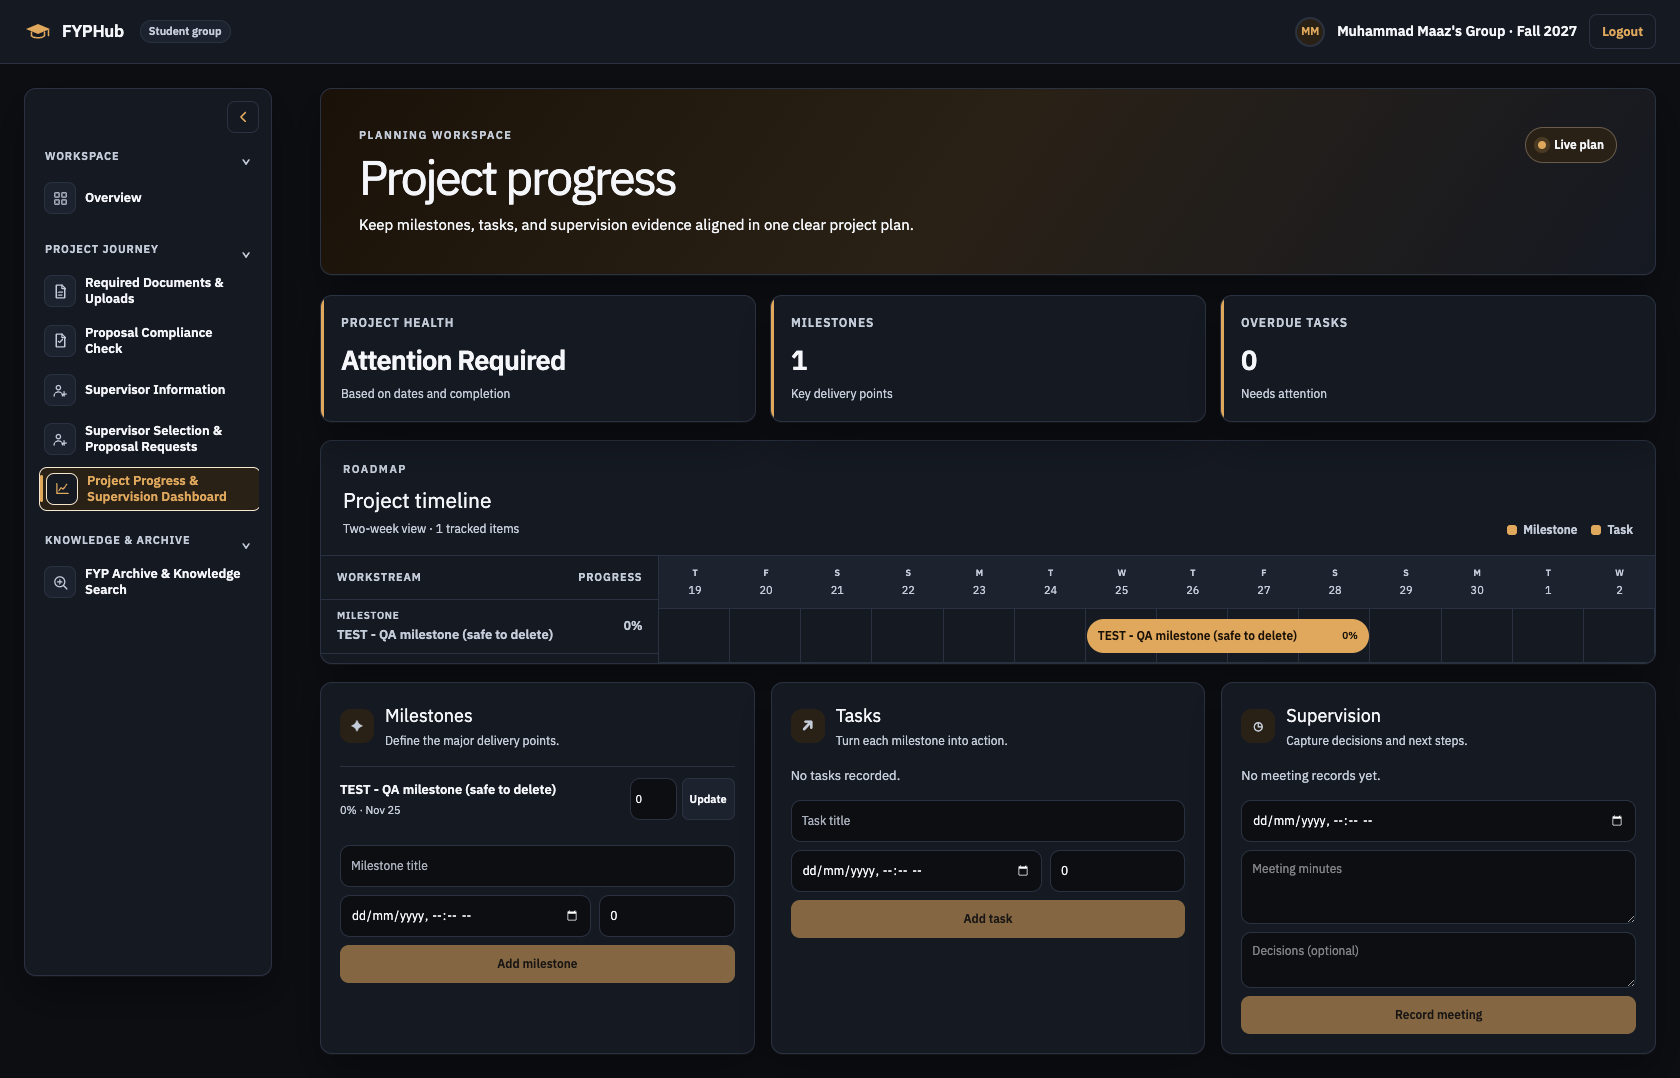 FYPHub
Student group
MM
Muhammad Maaz's Group · Fall 2027
Logout
WORKSPACE
Overview
PROJECT JOURNEY
Required Documents &
Uploads
Proposal Compliance
Check
Supervisor Information
Supervisor Selection &
Proposal Requests
Project Progress &
Supervision Dashboard
KNOWLEDGE & ARCHIVE
FYP Archive & Knowledge
Search
PLANNING WORKSPACE
Project progress
Keep milestones, tasks, and supervision evidence aligned in one clear project plan.
Live plan
PROJECT HEALTH
Attention Required
Based on dates and completion
MILESTONES
1
Key delivery points
OVERDUE TASKS
0
Needs attention
ROADMAP
Project timeline
Two-week view · 1 tracked items
Milestone
Task
WORKSTREAM
PROGRESS
T F S S M T W T F S S M T W
19 20 21 22 23 24 25 26 27 28 29 30 1 2
MILESTONE
TEST - QA milestone (safe to delete)
0%
TEST - QA milestone (safe to delete)
0%
Milestones
Define the major delivery points.
TEST - QA milestone (safe to delete)
0% · Nov 25
0
Update
Milestone title
dd/mm/yyyy, --:-- --
0
Add milestone
Tasks
Turn each milestone into action.
No tasks recorded.
Task title
dd/mm/yyyy, --:-- --
0
Add task
Supervision
Capture decisions and next steps.
No meeting records yet.
dd/mm/yyyy, --:-- --
Meeting minutes
Decisions (optional)
Record meeting